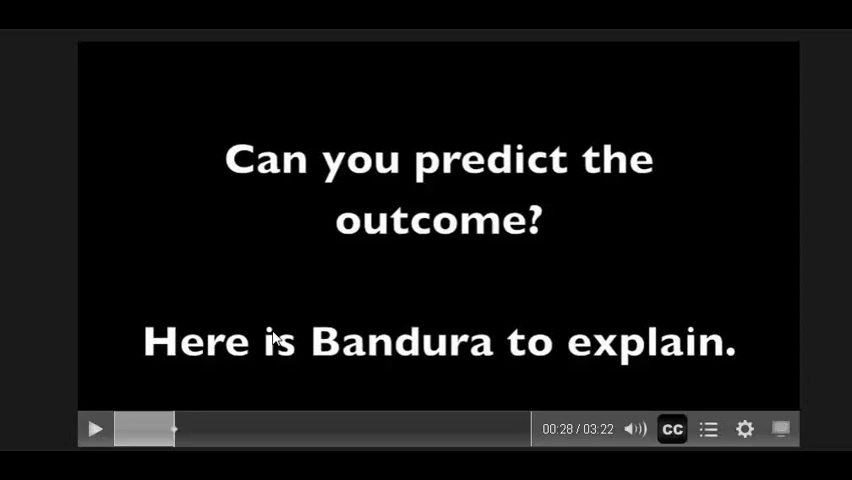 Can you predict the
outcome?
Here is Bandura to explain.
00:28 / 03:22
CC